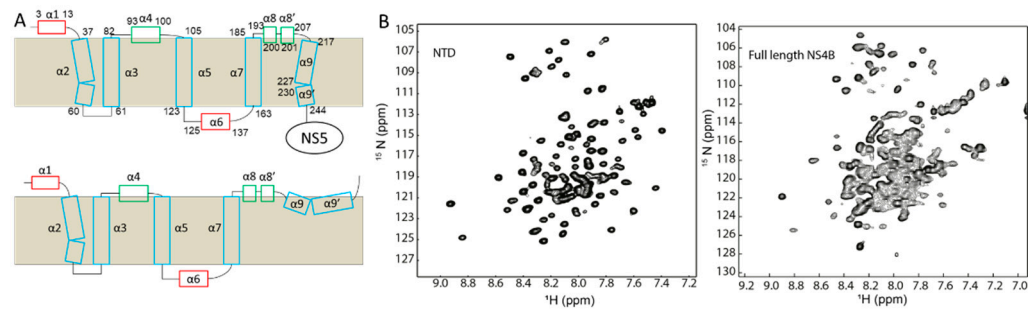 A
3 α1 13
37
82
93 α4 100
105
185
193 α8 α8' 207
200 201
217
α2
α3
α5
α7
α9
227
230
α9'
60
61
123
125
α6
137
163
244
NS5
α1
α4
α8 α8'
α9 α9'
α2
α3
α5
α7
α6
B
NTD
105
107
109
111
113
115
117
119
121
123
125
127
¹⁵ N (ppm)
9.0 8.8 8.6 8.4 8.2 8.0 7.8 7.6 7.4 7.2
¹H (ppm)
Full length NS4B
104
106
108
110
112
114
116
118
120
122
124
126
128
130
¹⁵ N (ppm)
9.2 9.0 8.8 8.6 8.4 8.2 8.0 7.8 7.6 7.4 7.2 7.0
¹H (ppm)